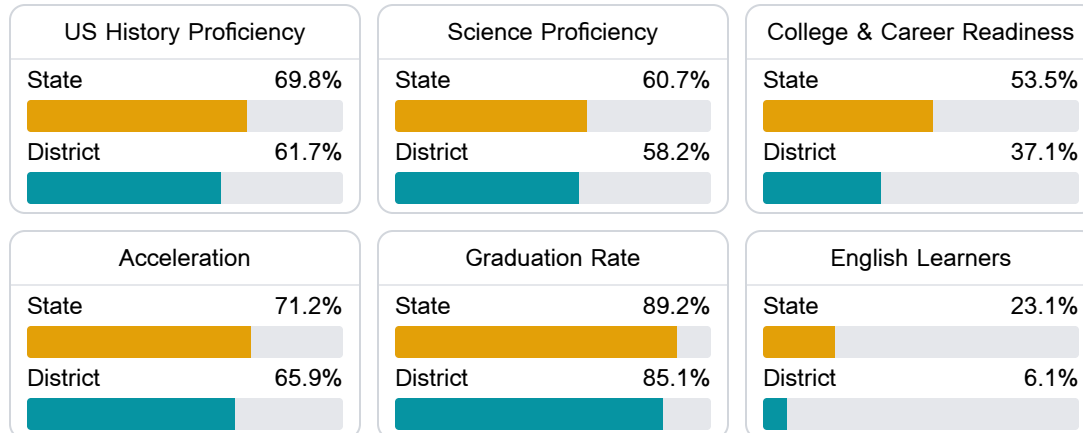 US History Proficiency
State 69.8%
District 61.7%
Science Proficiency
State 60.7%
District 58.2%
College & Career Readiness
State 53.5%
District 37.1%
Acceleration
State 71.2%
District 65.9%
Graduation Rate
State 89.2%
District 85.1%
English Learners
State 23.1%
District 6.1%